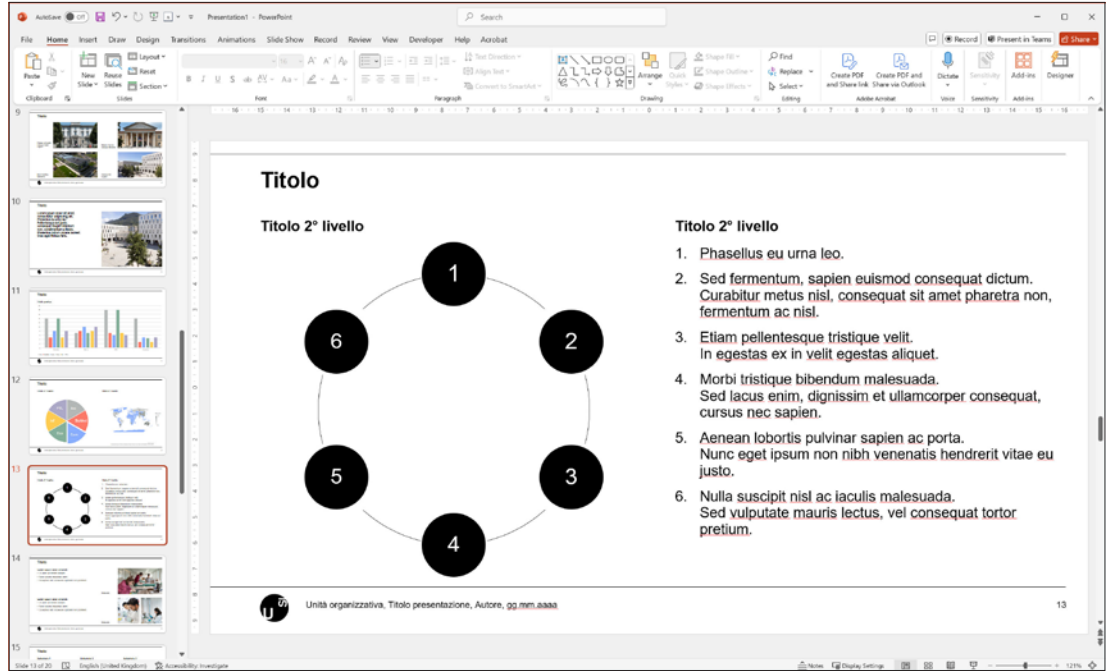 AutoSave Off Presentation1 - PowerPoint Search
File Home Insert Draw Design Transitions Animations Slide Show Record Review View Developer Help Acrobat Record Present in Teams Share
Paste New Slide Reuse Slides Layout Reset Section Text Direction Align Text Convert to SmartArt Arrange Quick Styles Shape Fill Shape Outline Shape Effects Find Replace Select Create PDF and Share link Create PDF and Share via Outlook Dictate Sensitivity Add-ins Designer
Clipboard Slides Font Paragraph Drawing Editing Adobe Acrobat Voice Sensitivity Add-ins
9
10
11
12
13
14
15
Titolo
Titolo 2° livello
1
2
3
4
5
6
Titolo 2° livello
1. Phasellus eu urna leo.
2. Sed fermentum, sapien euismod consequat dictum.
Curabitur metus nisl, consequat sit amet pharetra non,
fermentum ac nisl.
3. Etiam pellentesque tristique velit.
In egestas ex in velit egestas aliquet.
4. Morbi tristique bibendum malesuada.
Sed lacus enim, dignissim et ullamcorper consequat,
cursus nec sapien.
5. Aenean lobortis pulvinar sapien ac porta.
Nunc eget ipsum non nibh venenatis hendrerit vitae eu
justo.
6. Nulla suscipit nisl ac iaculis malesuada.
Sed vulputate mauris lectus, vel consequat tortor
pretium.
Unità organizzativa, Titolo presentazione, Autore, gg.mm.aaaa 13
Slide 13 of 20 English (United Kingdom) Accessibility: Investigate Notes Display Settings 121%